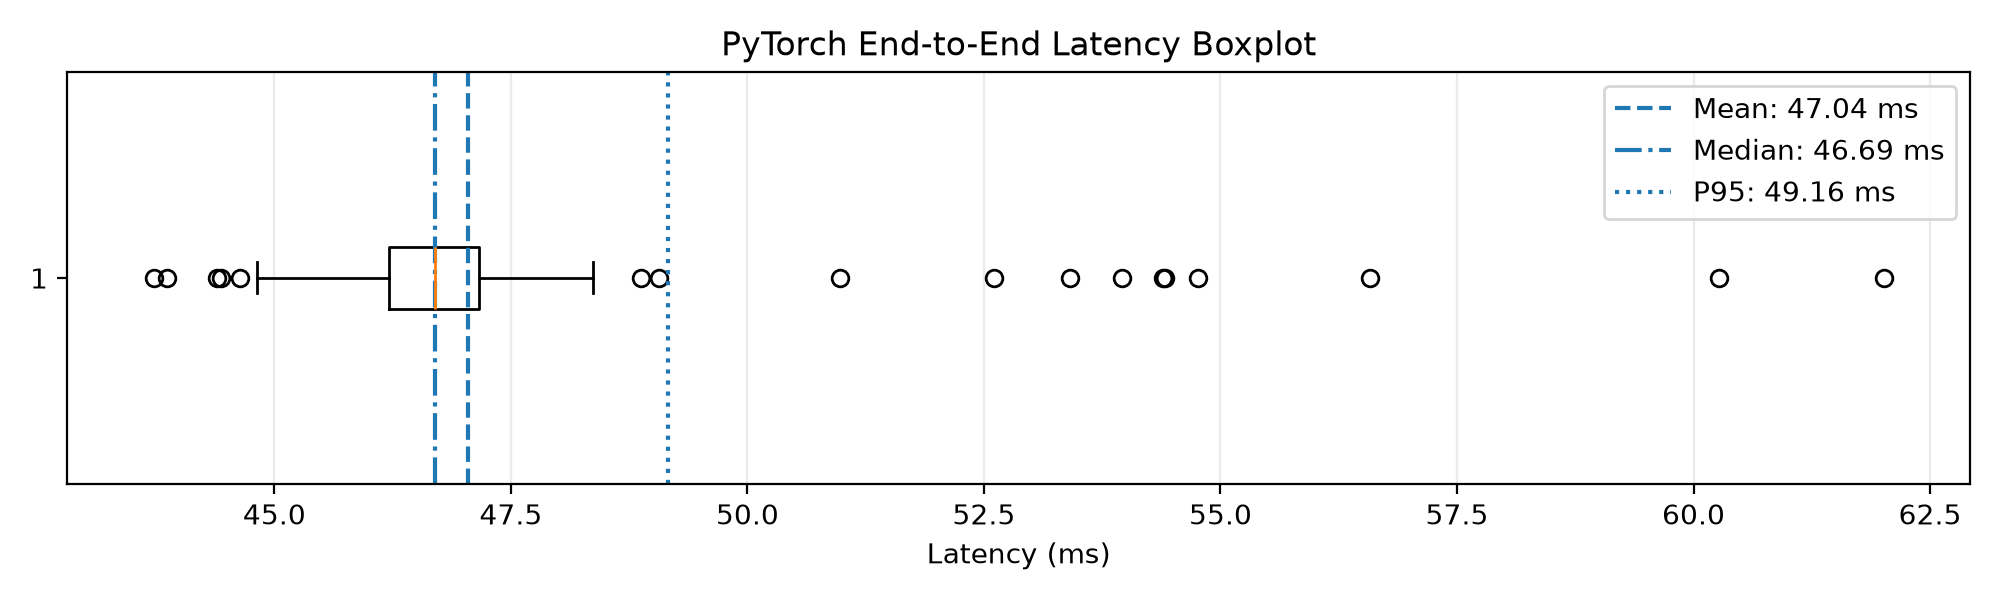 PyTorch End-to-End Latency Boxplot
Mean: 47.04 ms
Median: 46.69 ms
P95: 49.16 ms
1
45.0 47.5 50.0 52.5 55.0 57.5 60.0 62.5
Latency (ms)